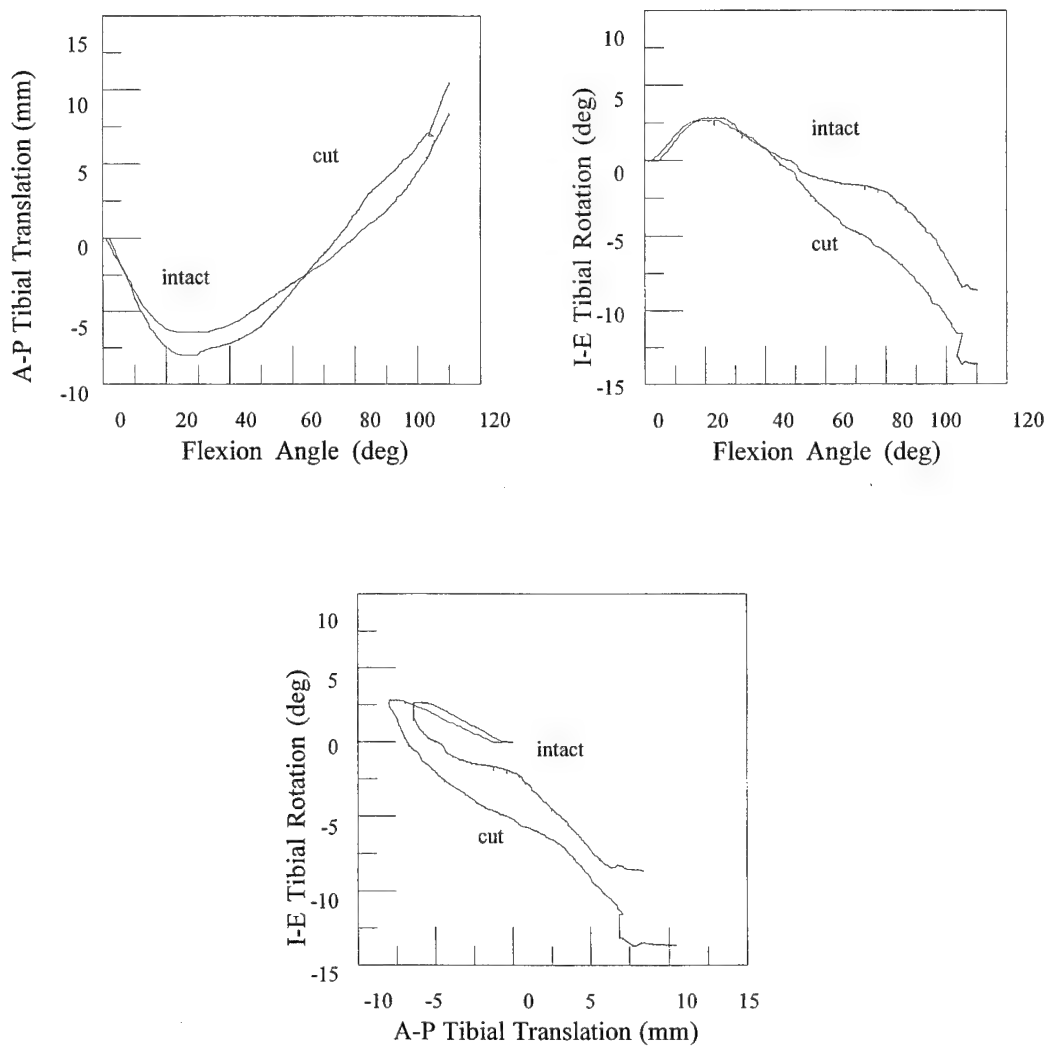 A-P Tibial Translation (mm)
15
10
5
0
-5
-10
cut
intact
0 20 40 60 80 100 120
Flexion Angle (deg)
I-E Tibial Rotation (deg)
10
5
0
-5
-10
-15
intact
cut
0 20 40 60 80 100 120
Flexion Angle (deg)
I-E Tibial Rotation (deg)
10
5
0
-5
-10
-15
intact
cut
-10 -5 0 5 10 15
A-P Tibial Translation (mm)